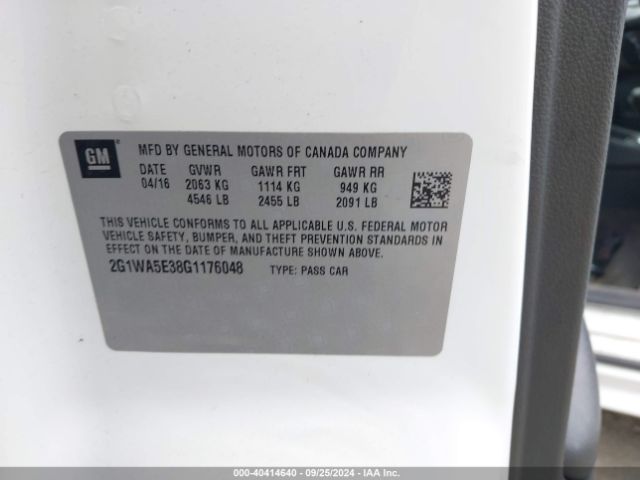 GM
MFD BY GENERAL MOTORS OF CANADA COMPANY
DATE GVWR GAWR FRT GAWR RR
04/16 2063 KG 1114 KG 949 KG
4546 LB 2455 LB 2091 LB
THIS VEHICLE CONFORMS TO ALL APPLICABLE U.S. FEDERAL MOTOR
VEHICLE SAFETY, BUMPER, AND THEFT PREVENTION STANDARDS IN
EFFECT ON THE DATE OF MANUFACTURE SHOWN ABOVE.
2G1WA5E38G1176048 TYPE: PASS CAR
000-40414640 - 09/25/2024 - IAA Inc.